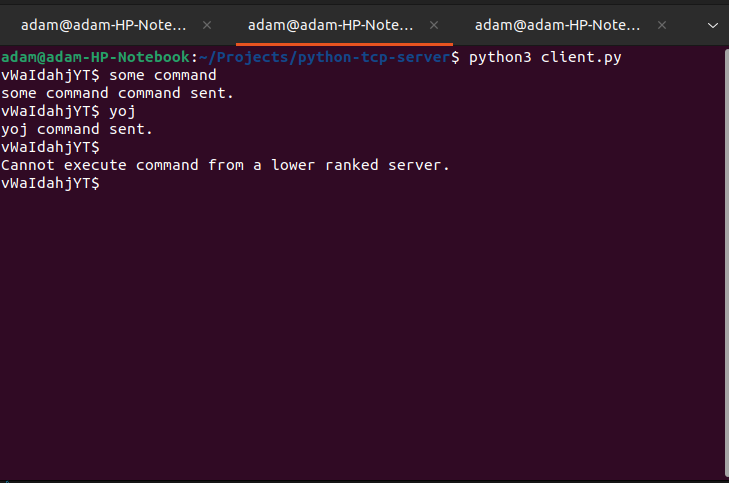 adam@adam-HP-Note...
adam@adam-HP-Note...
adam@adam-HP-Note...
adam@adam-HP-Notebook:~/Projects/python-tcp-server$ python3 client.py
vWaIdahjYT$ some command
some command command sent.
vWaIdahjYT$ yoj
yoj command sent.
vWaIdahjYT$
Cannot execute command from a lower ranked server.
vWaIdahjYT$